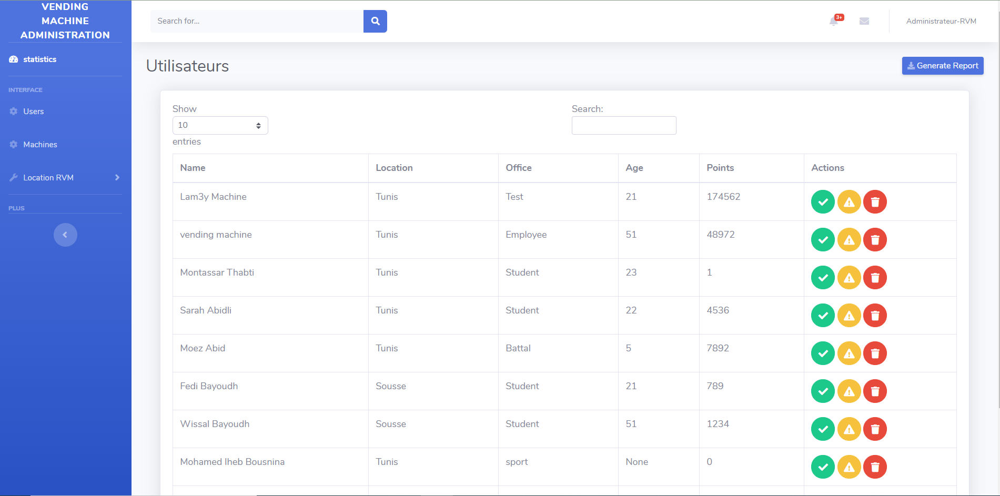 VENDING
MACHINE
ADMINISTRATION
statistics
INTERFACE
Users
Machines
Location RVM
PLUS
Search for...
3+
Administrateur-RVM
Utilisateurs
Generate Report
Show
10
entries
Search:
Name Location Office Age Points Actions
Lam3y Machine Tunis Test 21 174562
vending machine Tunis Employee 51 48972
Montassar Thabti Tunis Student 23 1
Sarah Abidli Tunis Student 22 4536
Moez Abid Tunis Battal 5 7892
Fedi Bayoudh Sousse Student 21 789
Wissal Bayoudh Sousse Student 51 1234
Mohamed Iheb Bousnina Tunis sport None 0